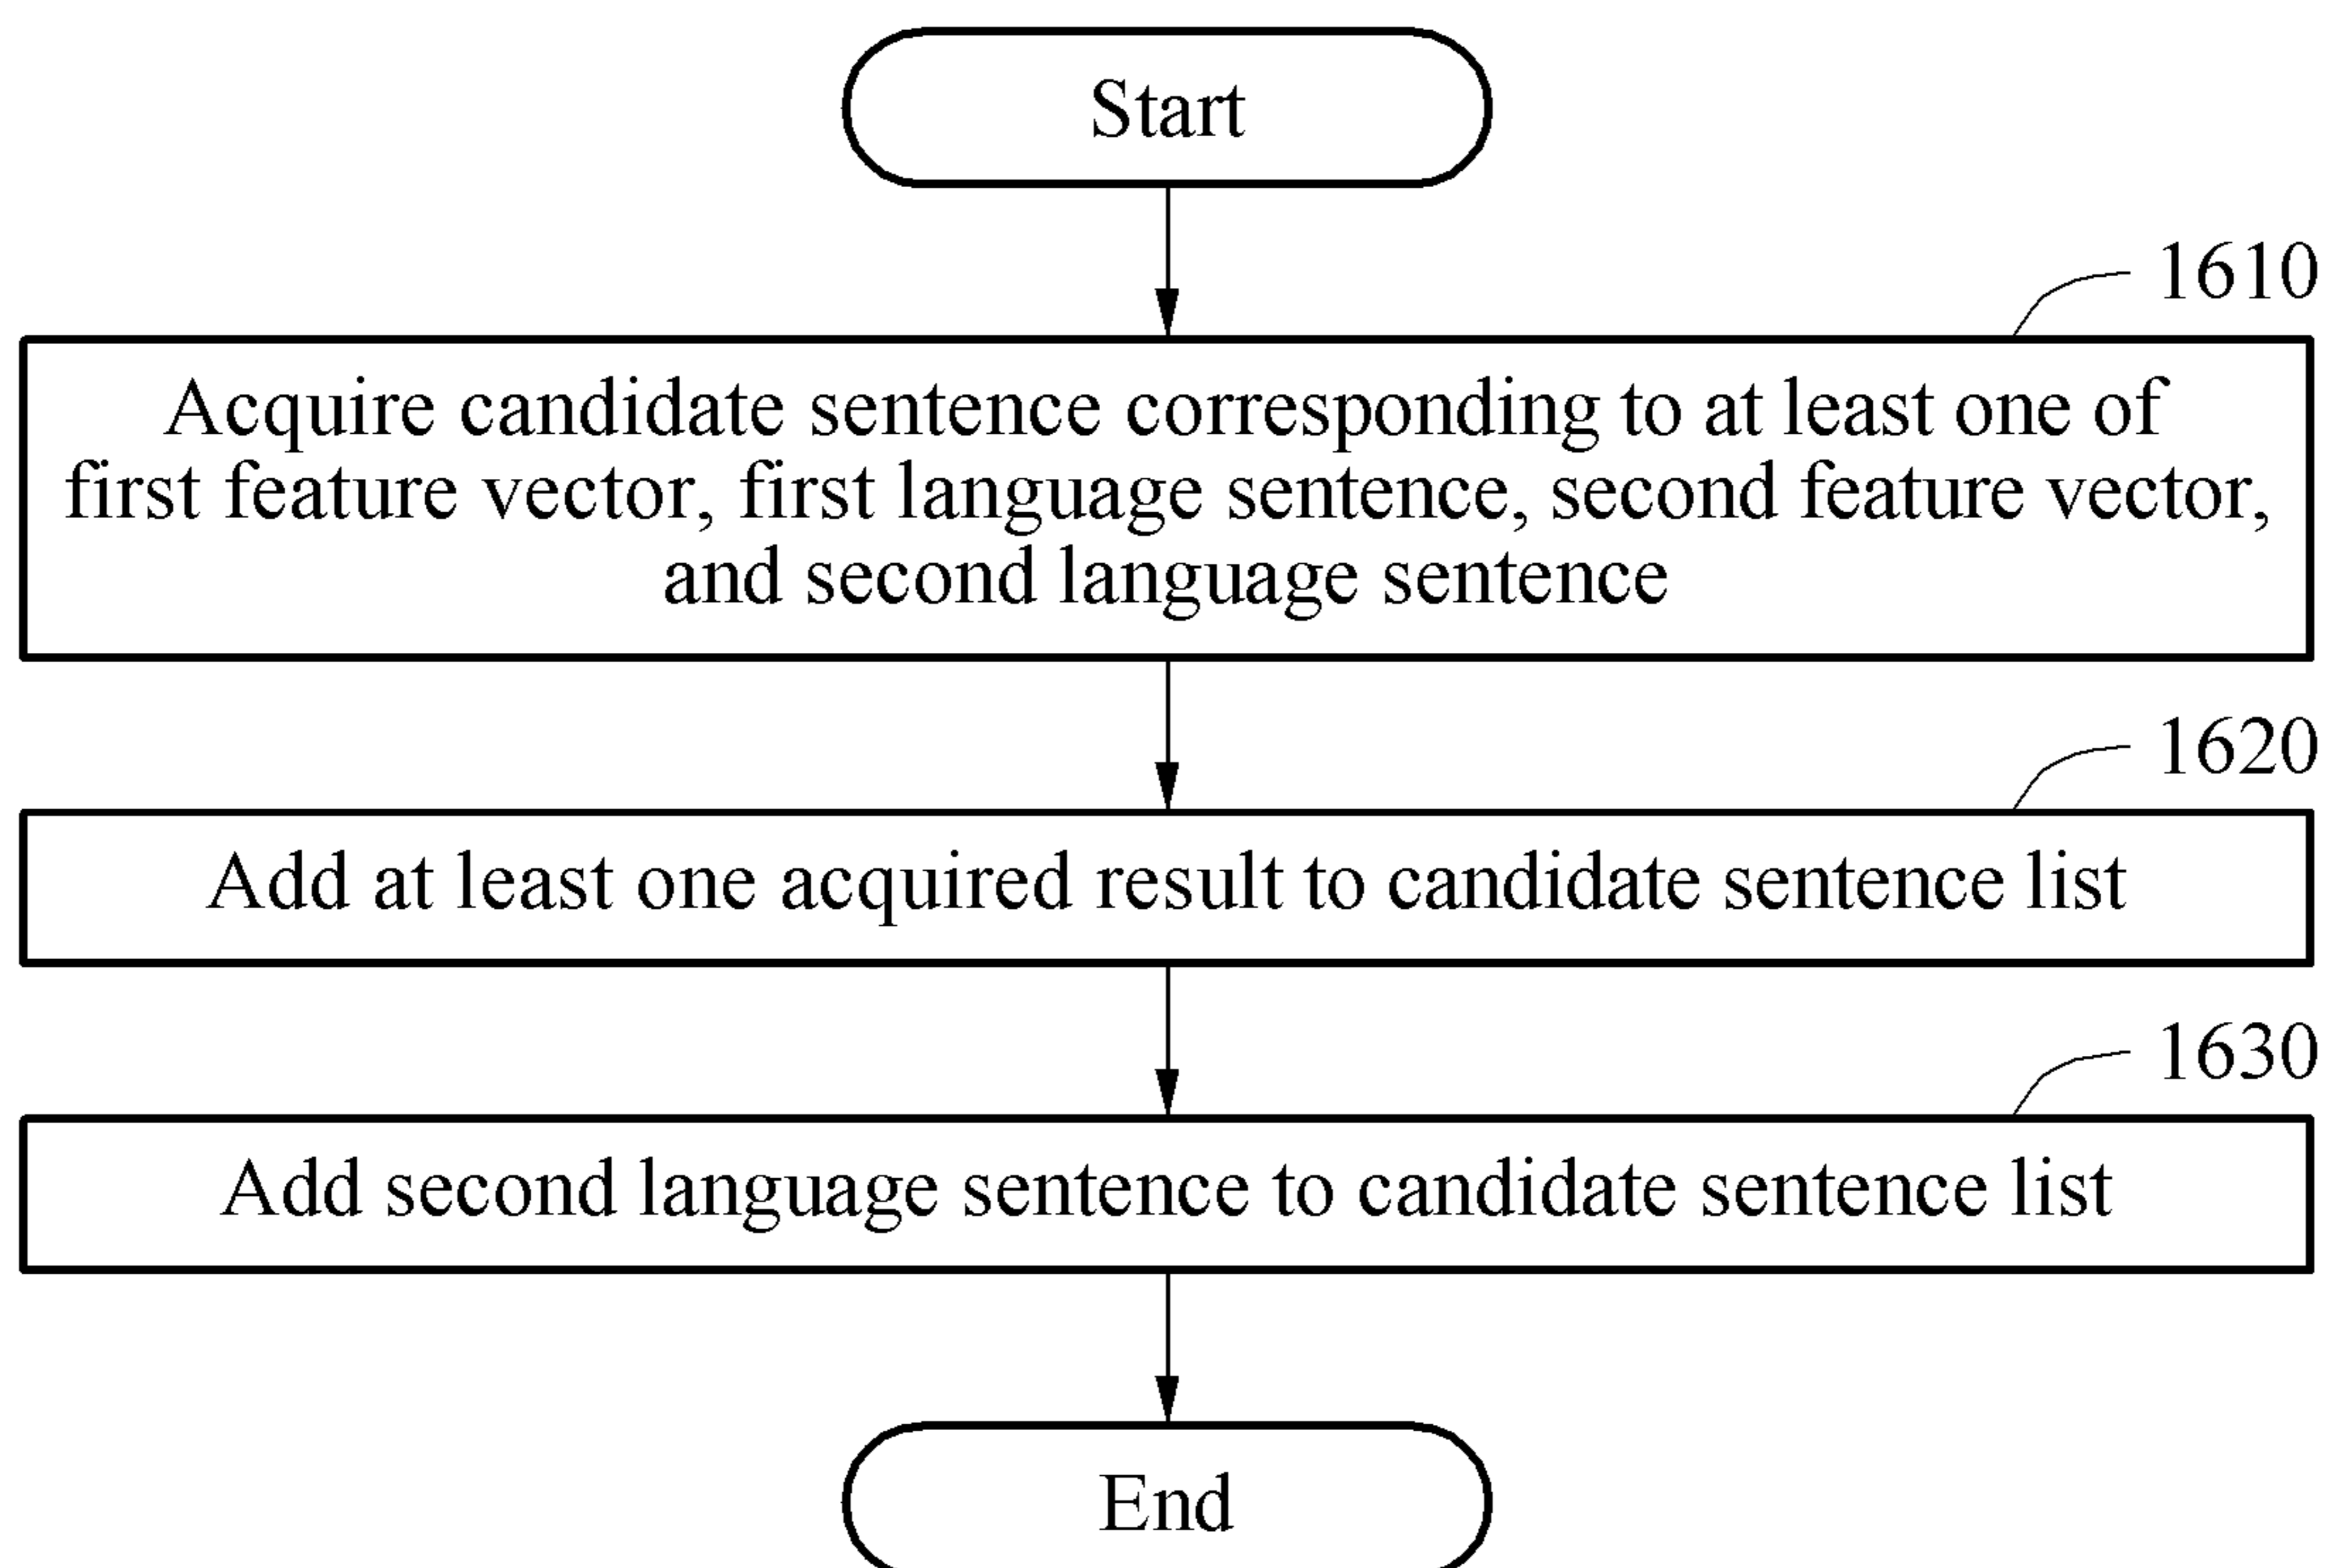 Start
1610
Acquire candidate sentence corresponding to at least one of
first feature vector, first language sentence, second feature vector,
and second language sentence
1620
Add at least one acquired result to candidate sentence list
1630
Add second language sentence to candidate sentence list
End